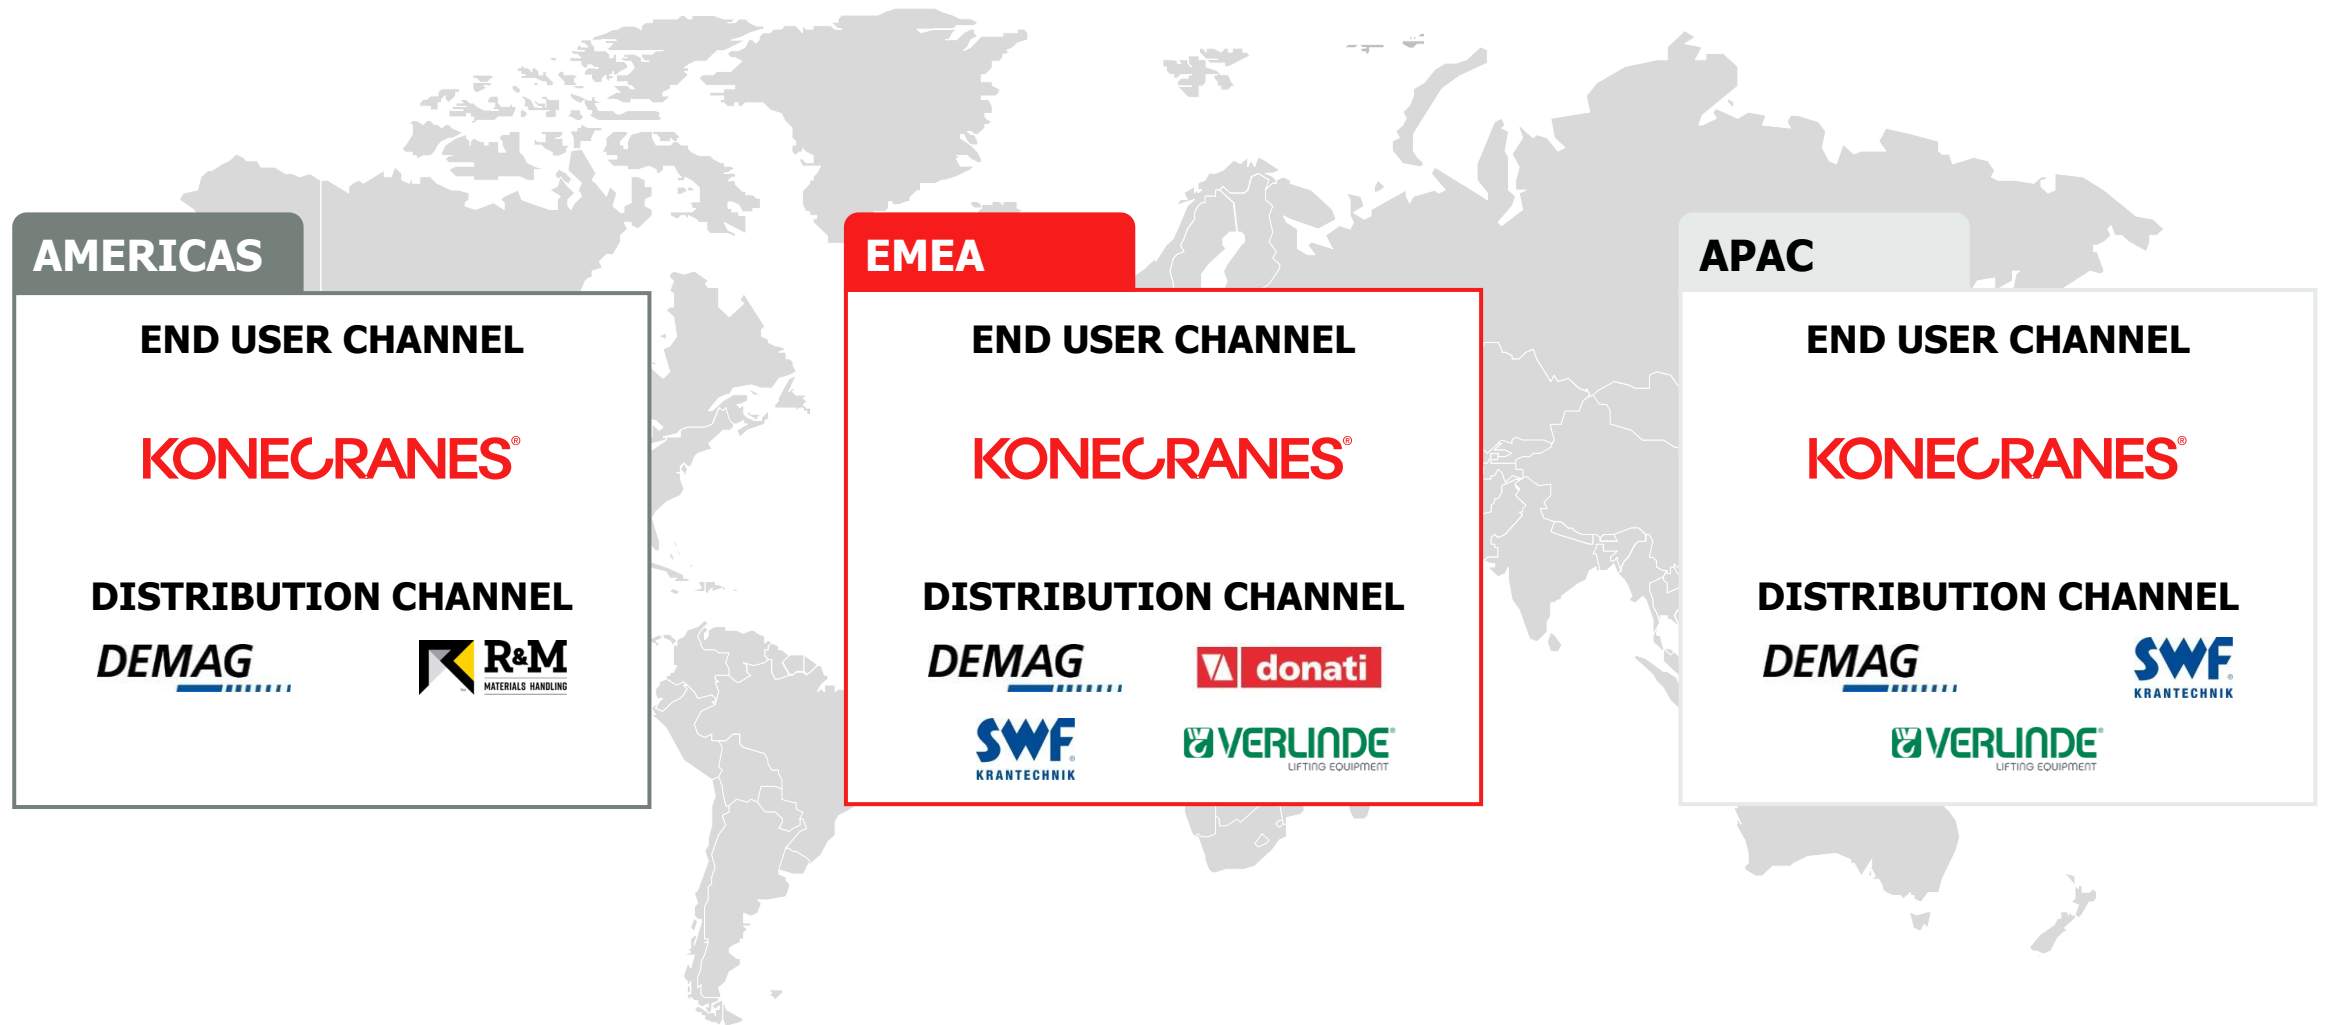 AMERICAS
END USER CHANNEL
KONECRANES®
DISTRIBUTION CHANNEL
DEMAG
R&M
MATERIALS HANDLING
EMEA
END USER CHANNEL
KONECRANES®
DISTRIBUTION CHANNEL
DEMAG
donati
SWF®
KRANTECHNIK
VERLINDE®
LIFTING EQUIPMENT
APAC
END USER CHANNEL
KONECRANES®
DISTRIBUTION CHANNEL
DEMAG
SWF®
KRANTECHNIK
VERLINDE®
LIFTING EQUIPMENT